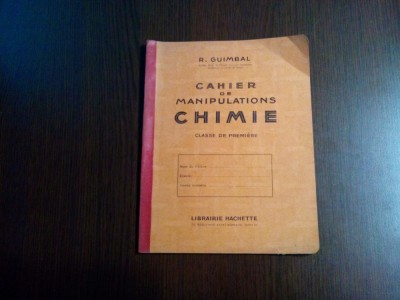 R. GUIMBAL
CAHIER
DE
MANIPULATIONS
CHIMIE
CLASSE DE PREMIÈRE
LIBRAIRIE HACHETTE